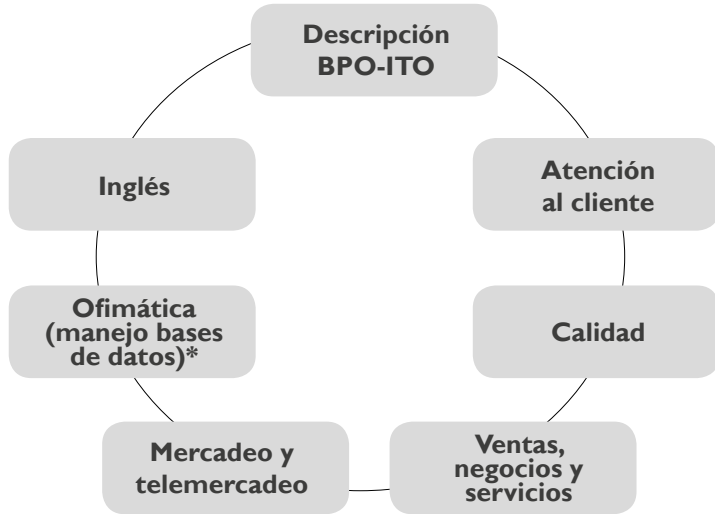 Descripción
BPO-ITO
Atención
al cliente
Calidad
Ventas,
negocios y
servicios
Mercadeo y
telemercadeo
Ofimática
(manejo bases
de datos)*
Inglés